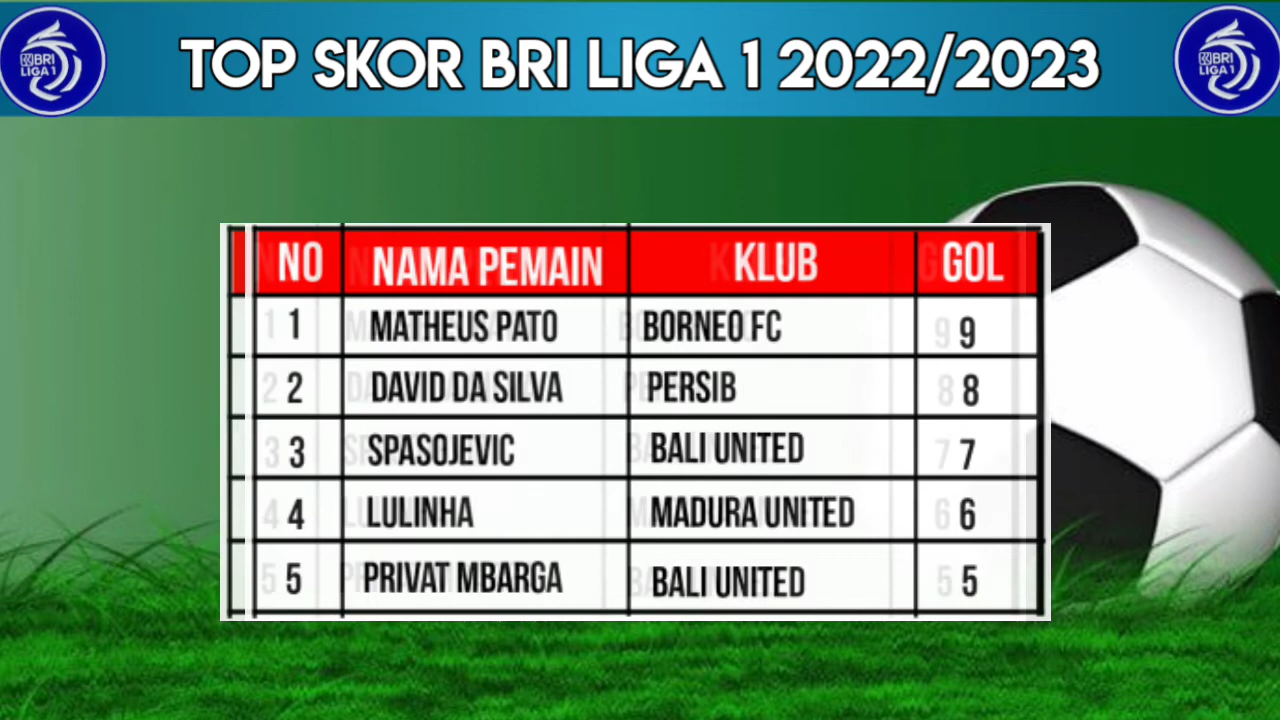 TOP SKOR BRI LIGA 1 2022/2023
BRI
LIGA 1
BRI
LIGA 1
NO NAMA PEMAIN KLUB GOL
1 MATHEUS PATO BORNEO FC 9
2 DAVID DA SILVA PERSIB 8
3 SPASOJEVIC BALI UNITED 7
4 LULINHA MADURA UNITED 6
5 PRIVAT MBARGA BALI UNITED 5